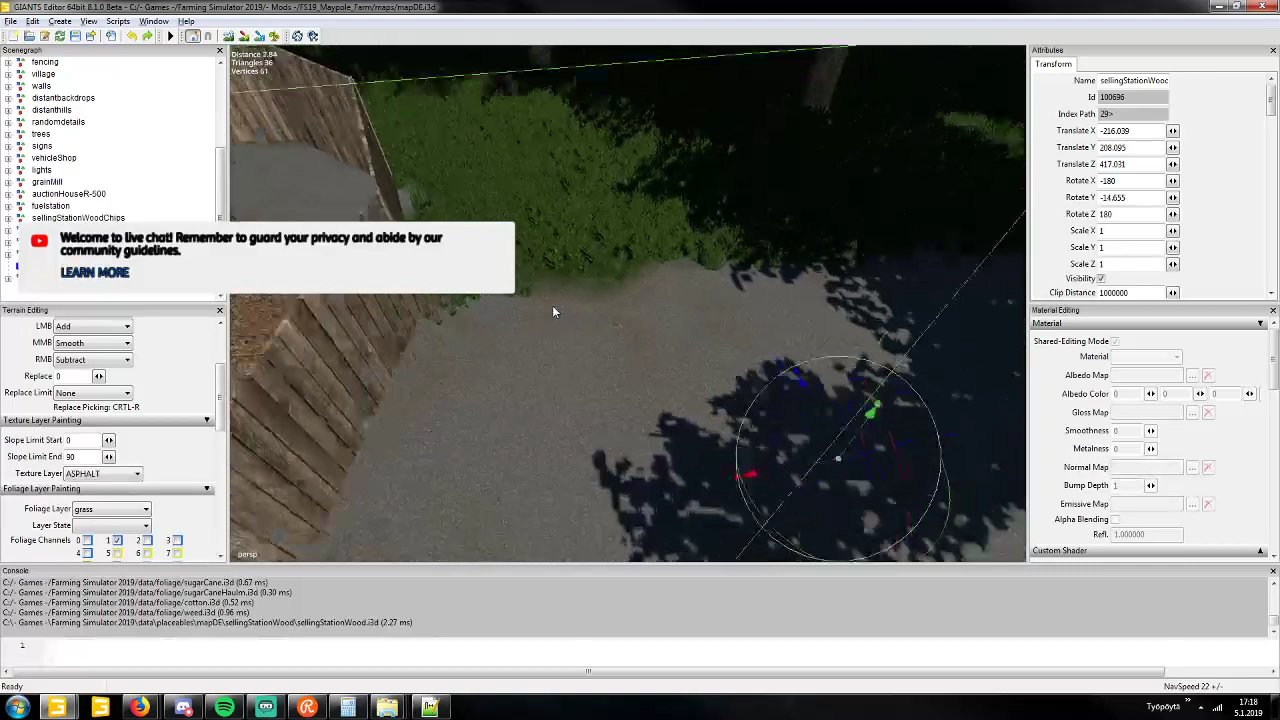 GIANTS Editor 64bit 8.1.0 Beta - C:/- Games -/Farming Simulator 19 - Mods -/FS19_Maypole_Farm/maps/mapDE.i3d
File Edit Create View Scripts Window Help
Scenegraph
fencing
village
walls
distantbackdrops
distanthills
randomdetails
trees
signs
vehicleShop
lights
grainMill
auctionHouseR-500
fuelstation
sellingStationWoodChips
Welcome to live chat! Remember to guard your privacy and abide by our
community guidelines.
LEARN MORE
Terrain Editing
LMB Add
MMB Smooth
RMB Subtract
Replace 0
Replace Limit None
Replace Picking: CRTL-R
Texture Layer Painting
Slope Limit Start 0
Slope Limit End 90
Texture Layer ASPHALT
Foliage Layer Painting
Foliage Layer grass
Layer State
Foliage Channels 0 1 2 3
4 5 6 7
Distance 2.84
Triangles 36
Vertices 61
persp
Attributes
Transform
Name sellingStationWood
Id 100696
Index Path 29>
Translate X -216.039
Translate Y 208.095
Translate Z 417.031
Rotate X -180
Rotate Y -14.655
Rotate Z 180
Scale X 1
Scale Y 1
Scale Z 1
Visibility
Clip Distance 1000000
Material Editing
Material
Shared-Editing Mode
Material
Albedo Map ...
Albedo Color 0 0 0
Gloss Map ...
Smoothness 0
Metalness 0
Normal Map ...
Bump Depth 1
Emissive Map ...
Alpha Blending
Refl. 1.000000
Custom Shader
Console
C:/- Games -/Farming Simulator 2019/data/foliage/sugarCane.i3d (0.67 ms)
C:/- Games -/Farming Simulator 2019/data/foliage/sugarCaneHaulm.i3d (0.30 ms)
C:/- Games -/Farming Simulator 2019/data/foliage/cotton.i3d (0.52 ms)
C:/- Games -/Farming Simulator 2019/data/foliage/weed.i3d (0.96 ms)
C:\- Games -\Farming Simulator 2019\data\placeables\mapDE\sellingStationWood\sellingStationWood.i3d (2.27 ms)
1
Ready
NavSpeed 22 +/-
Työpöytä
17:18
5.1.2019